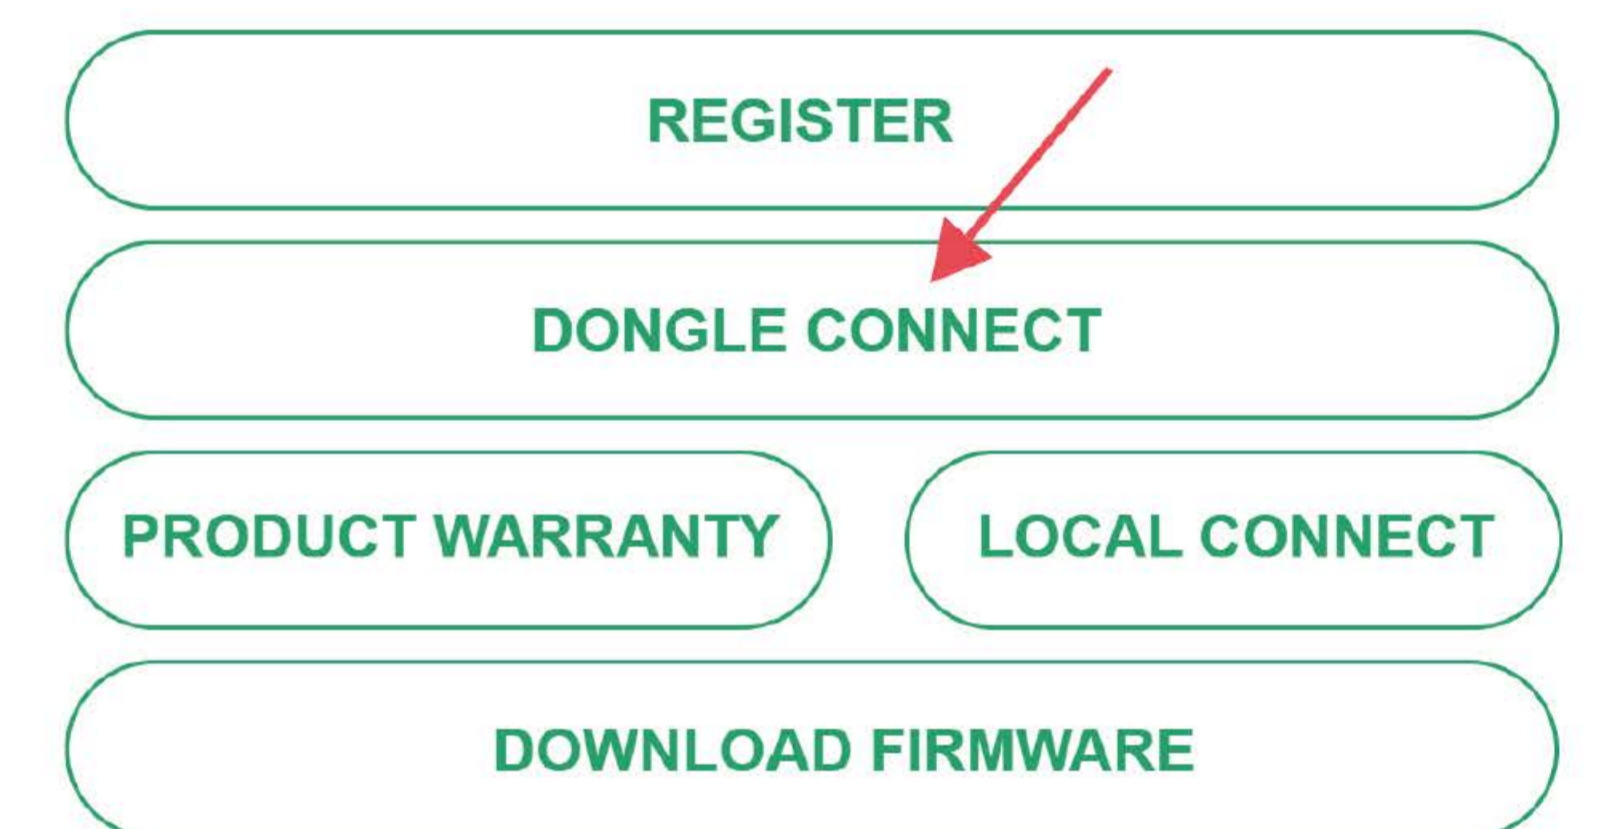 REGISTER
DONGLE CONNECT
PRODUCT WARRANTY
LOCAL CONNECT
DOWNLOAD FIRMWARE